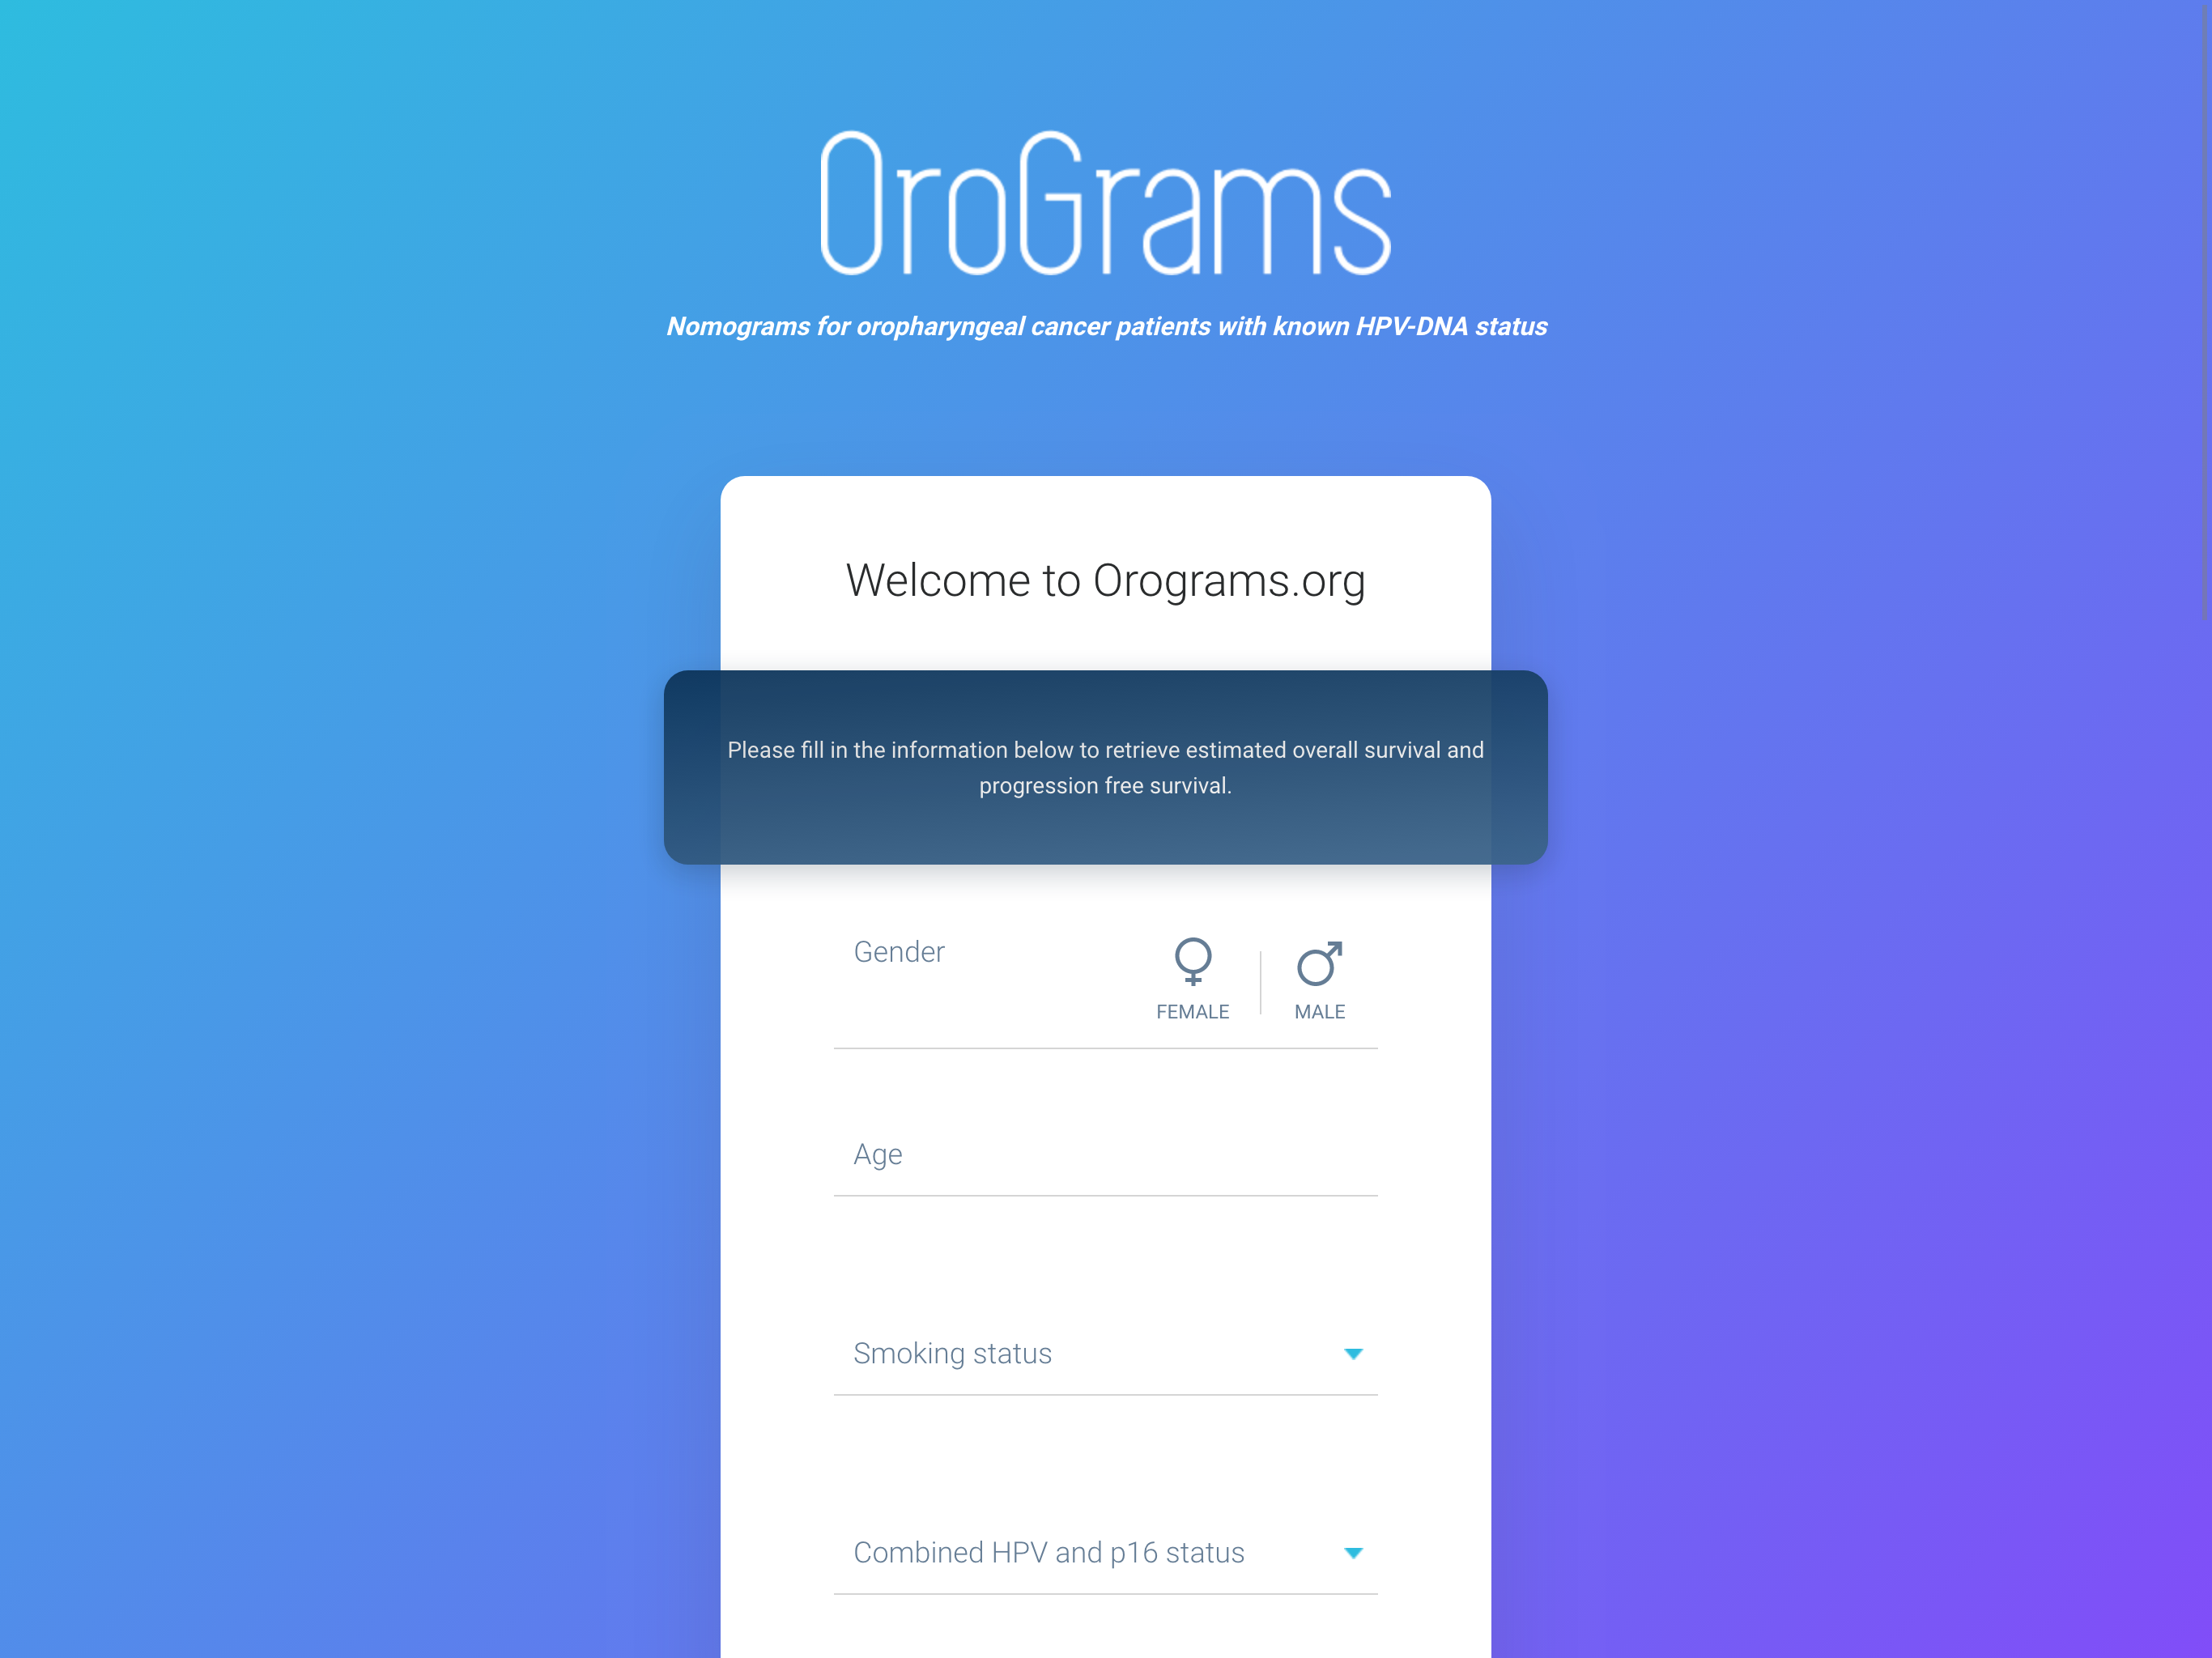 OroGrams
Nomograms for oropharyngeal cancer patients with known HPV-DNA status
Welcome to Orograms.org
Please fill in the information below to retrieve estimated overall survival and
progression free survival.
Gender
FEMALE
MALE
Age
Smoking status
Combined HPV and p16 status